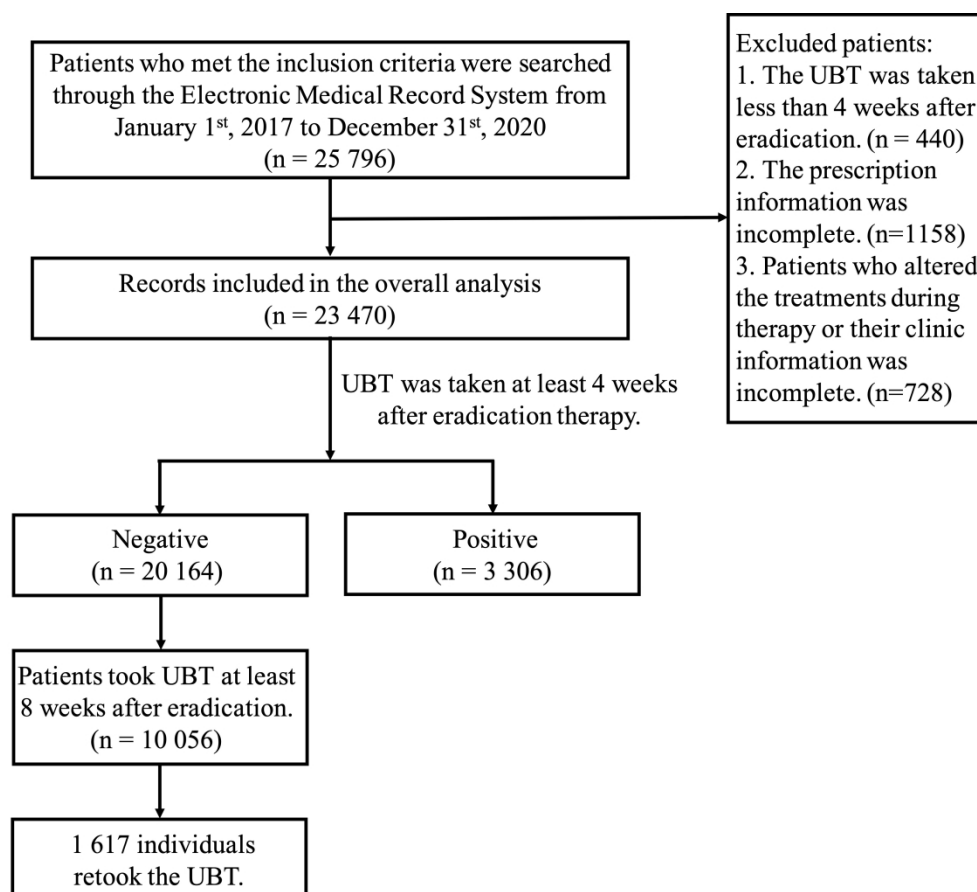 Patients who met the inclusion criteria were searched
through the Electronic Medical Record System from
January 1st, 2017 to December 31st, 2020
(n = 25 796)
Excluded patients:
1. The UBT was taken
less than 4 weeks after
eradication. (n = 440)
2. The prescription
information was
incomplete. (n=1158)
3. Patients who altered
the treatments during
therapy or their clinic
information was
incomplete. (n=728)
Records included in the overall analysis
(n = 23 470)
UBT was taken at least 4 weeks
after eradication therapy.
Negative
(n = 20 164)
Positive
(n = 3 306)
Patients took UBT at least
8 weeks after eradication.
(n = 10 056)
1 617 individuals
retook the UBT.